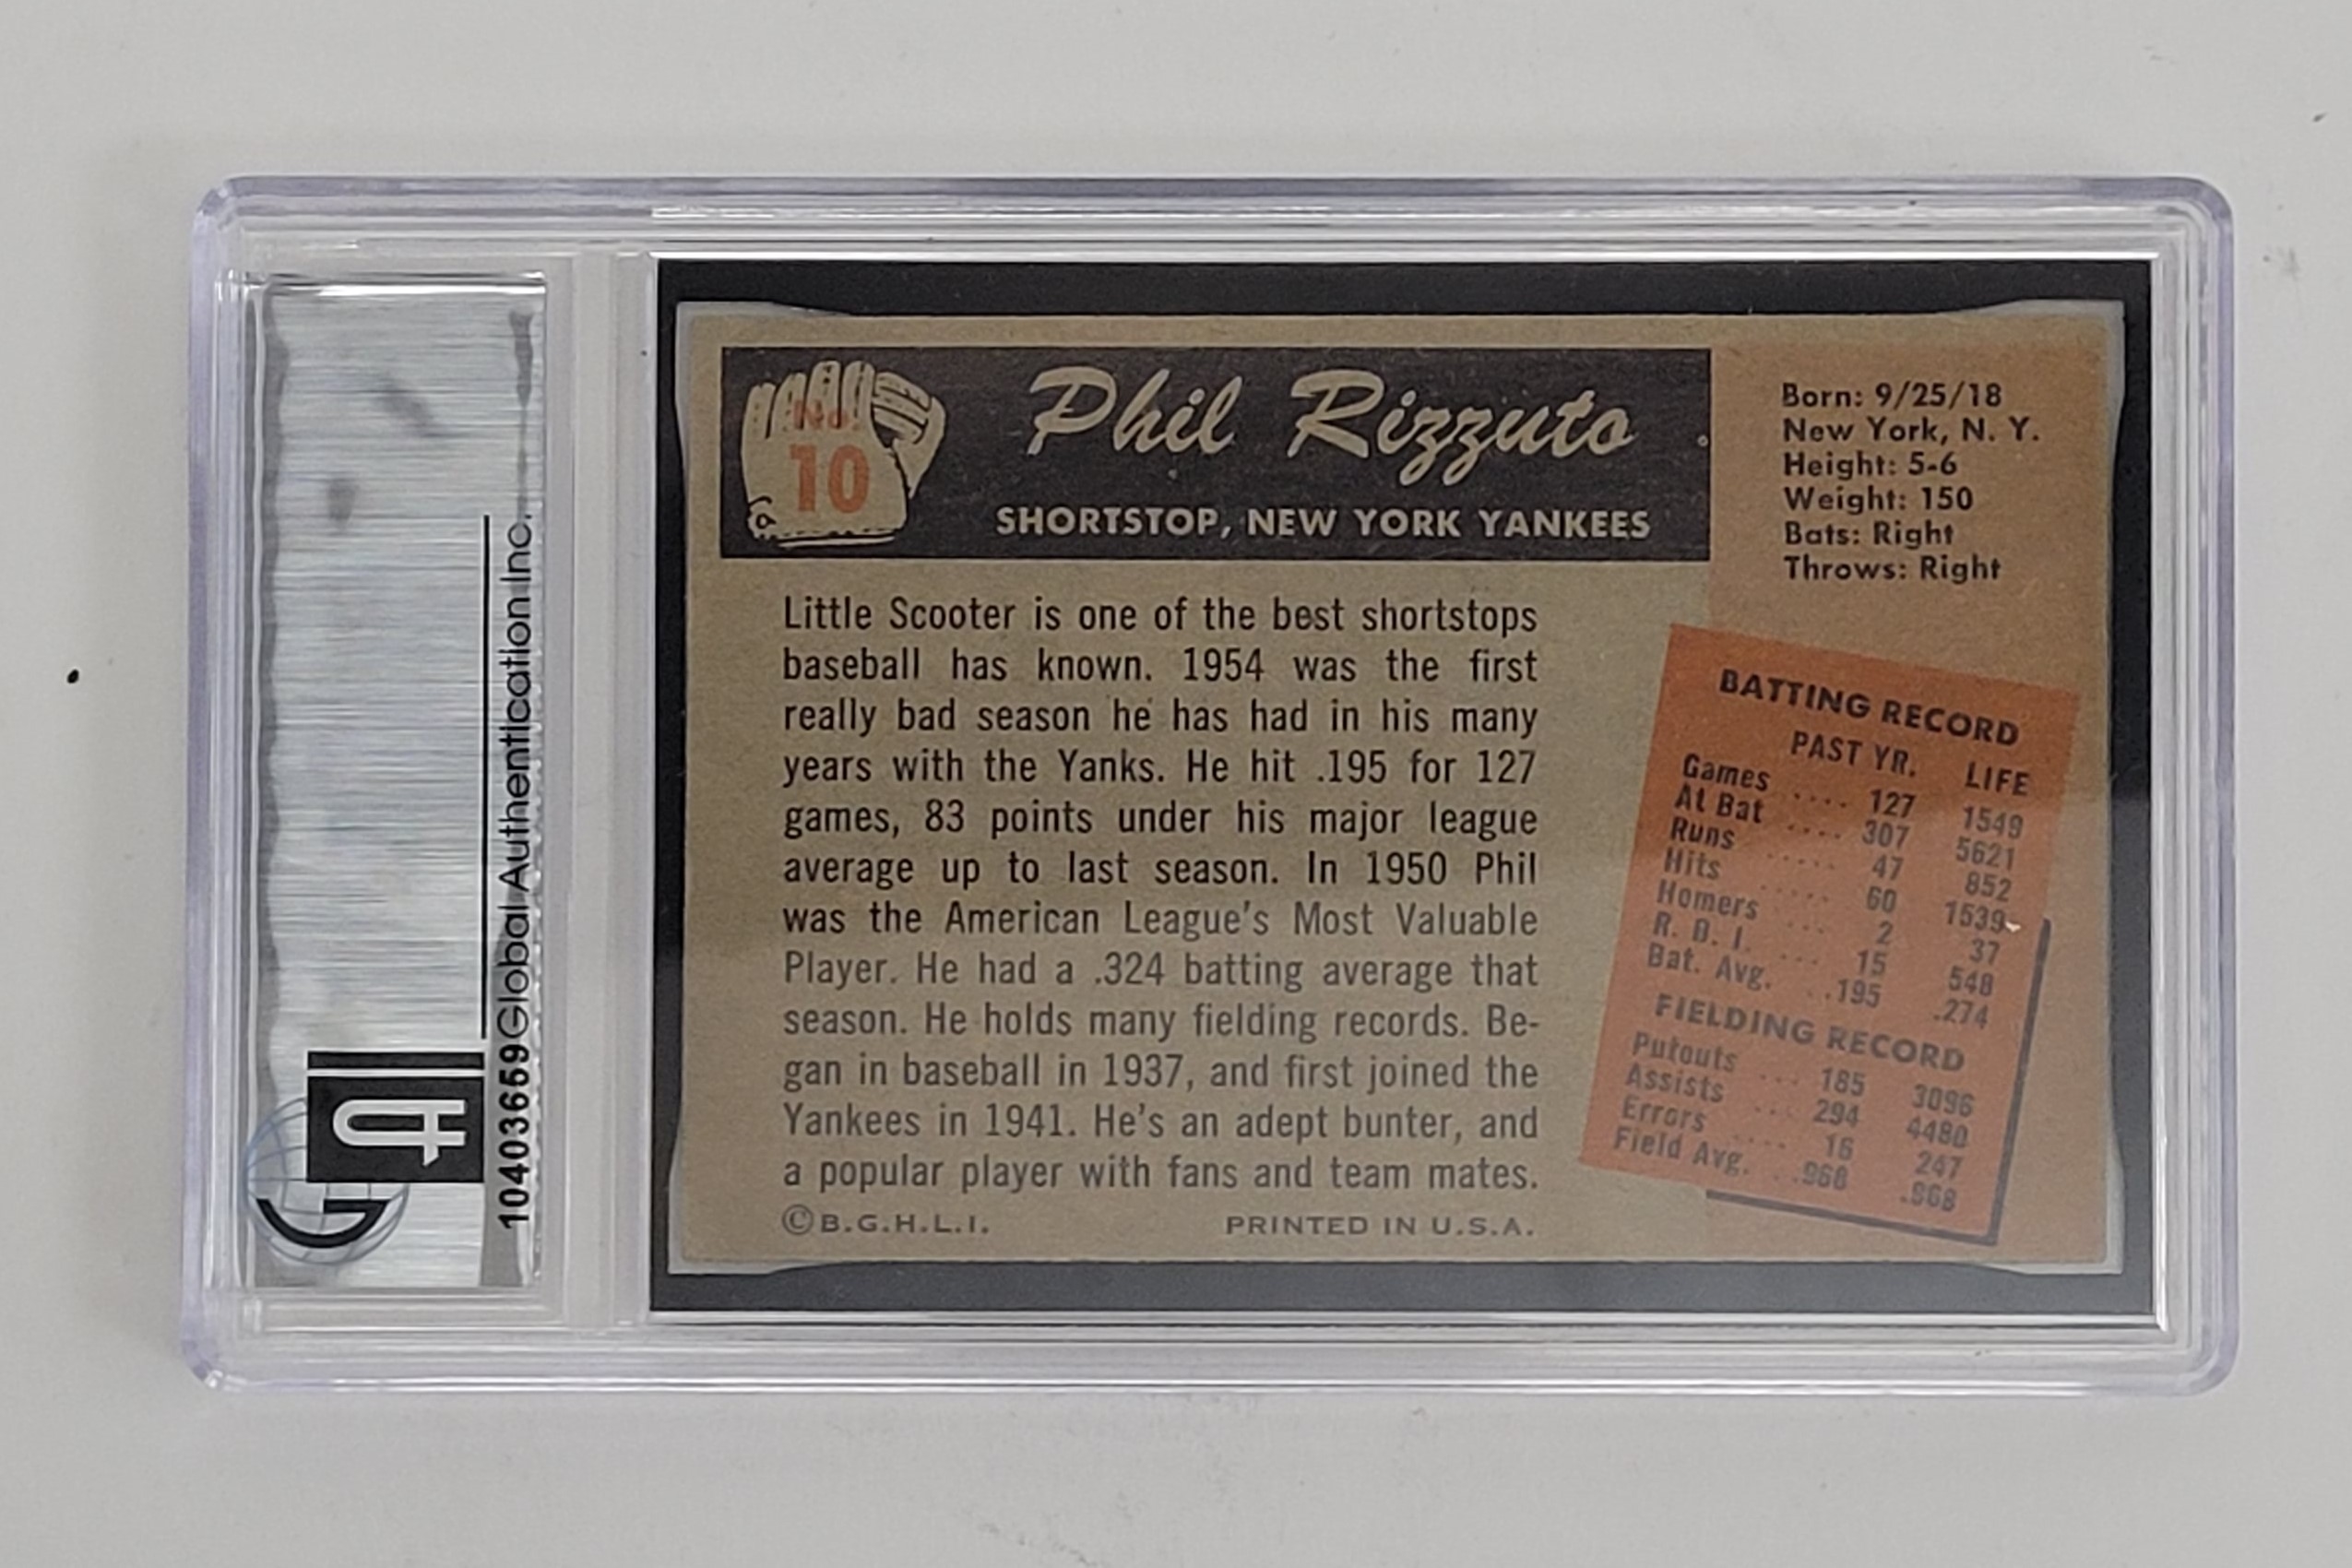 No.
10
Phil Rizzuto
SHORTSTOP, NEW YORK YANKEES
Born: 9/25/18
New York, N. Y.
Height: 5-6
Weight: 150
Bats: Right
Throws: Right
Little Scooter is one of the best shortstops
baseball has known. 1954 was the first
really bad season he has had in his many
years with the Yanks. He hit .195 for 127
games, 83 points under his major league
average up to last season. In 1950 Phil
was the American League's Most Valuable
Player. He had a .324 batting average that
season. He holds many fielding records. Be-
gan in baseball in 1937, and first joined the
Yankees in 1941. He's an adept bunter, and
a popular player with fans and team mates.
©B.G.H.L.I. PRINTED IN U.S.A.
BATTING RECORD
PAST YR. LIFE
Games .... 127 1549
At Bat .... 307 5621
Runs ..... 47 852
Hits ..... 60 1539
Homers ... 2 37
R. B. I. ... 15 548
Bat. Avg. ..195 .274
FIELDING RECORD
Putouts ... 185 3096
Assists ... 294 4480
Errors .... 16 247
Field Avg. ..968 .968
Global Authentication Inc.
10403659